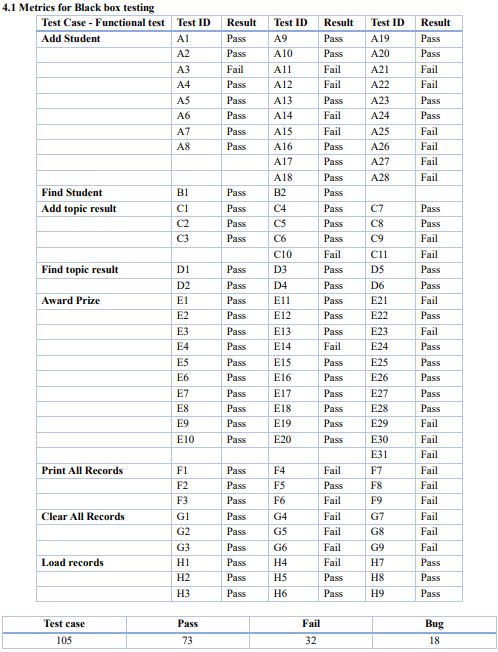 4.1 Metrics for Black box testing
Test Case - Functional test Test ID Result Test ID Result Test ID Result
Add Student A1 Pass A9 Pass A19 Pass
A2 Pass A10 Pass A20 Pass
A3 Fail A11 Fail A21 Fail
A4 Pass A12 Fail A22 Fail
A5 Pass A13 Pass A23 Pass
A6 Pass A14 Fail A24 Pass
A7 Pass A15 Fail A25 Fail
A8 Pass A16 Pass A26 Fail
A17 Pass A27 Fail
A18 Pass A28 Fail
Find Student B1 Pass B2 Pass
Add topic result C1 Pass C4 Pass C7 Pass
C2 Pass C5 Pass C8 Pass
C3 Pass C6 Pass C9 Fail
C10 Fail C11 Fail
Find topic result D1 Pass D3 Pass D5 Pass
D2 Pass D4 Pass D6 Pass
Award Prize E1 Pass E11 Pass E21 Fail
E2 Pass E12 Pass E22 Pass
E3 Pass E13 Pass E23 Fail
E4 Pass E14 Fail E24 Pass
E5 Pass E15 Pass E25 Pass
E6 Pass E16 Pass E26 Pass
E7 Pass E17 Pass E27 Pass
E8 Pass E18 Pass E28 Pass
E9 Pass E19 Pass E29 Fail
E10 Pass E20 Pass E30 Fail
E31 Fail
Print All Records F1 Pass F4 Fail F7 Fail
F2 Pass F5 Pass F8 Fail
F3 Pass F6 Fail F9 Fail
Clear All Records G1 Pass G4 Fail G7 Fail
G2 Pass G5 Fail G8 Fail
G3 Pass G6 Fail G9 Fail
Load records H1 Pass H4 Fail H7 Pass
H2 Pass H5 Pass H8 Pass
H3 Pass H6 Pass H9 Pass
Test case Pass Fail Bug
105 73 32 18